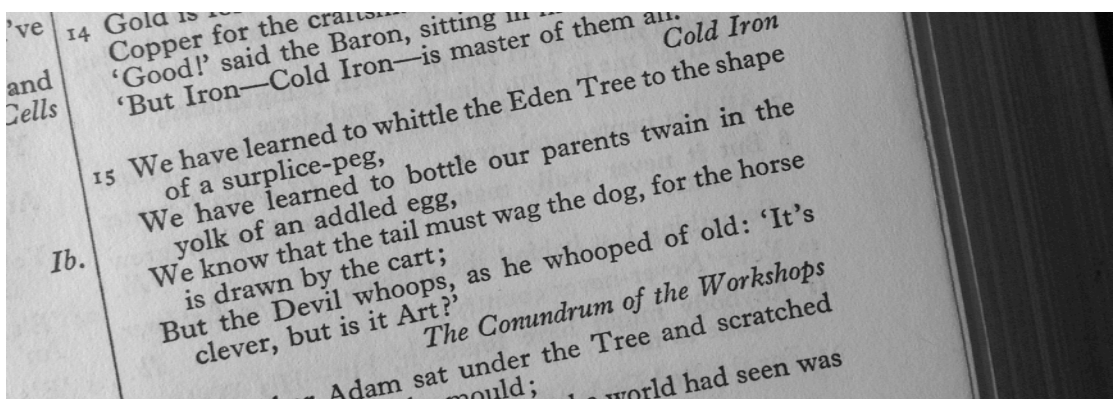 've
and
Cells
Ib.
14 Gold is
Copper for the
'Good!' said the Baron, sitting in
'But Iron—Cold Iron—is master of them all.'
Cold Iron
15 We have learned to whittle the Eden Tree to the shape
of a surplice-peg,
We have learned to bottle our parents twain in the
yolk of an addled egg,
We know that the tail must wag the dog, for the horse
is drawn by the cart;
But the Devil whoops, as he whooped of old: 'It's
clever, but is it Art?'
The Conundrum of the Workshops
Adam sat under the Tree and scratched
mould;
world had seen was